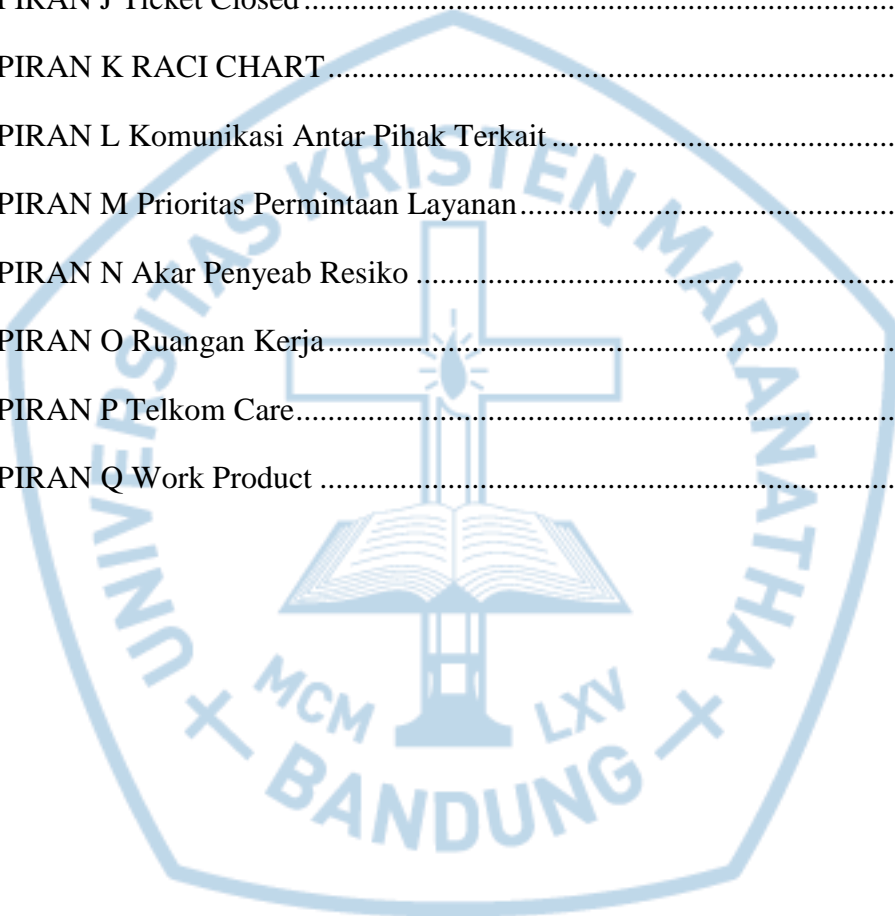 PIRAN J Ticket Closed ........................................................................
PIRAN K RACI CHART ........................................................................
PIRAN L Komunikasi Antar Pihak Terkait ...........................................
PIRAN M Prioritas Permintaan Layanan ...............................................
PIRAN N Akar Penyeab Resiko ............................................................
PIRAN O Ruangan Kerja .......................................................................
PIRAN P Telkom Care ...........................................................................
PIRAN Q Work Product ........................................................................
UNIVERSITAS KRISTEN MARANATHA
MCM LXV
BANDUNG